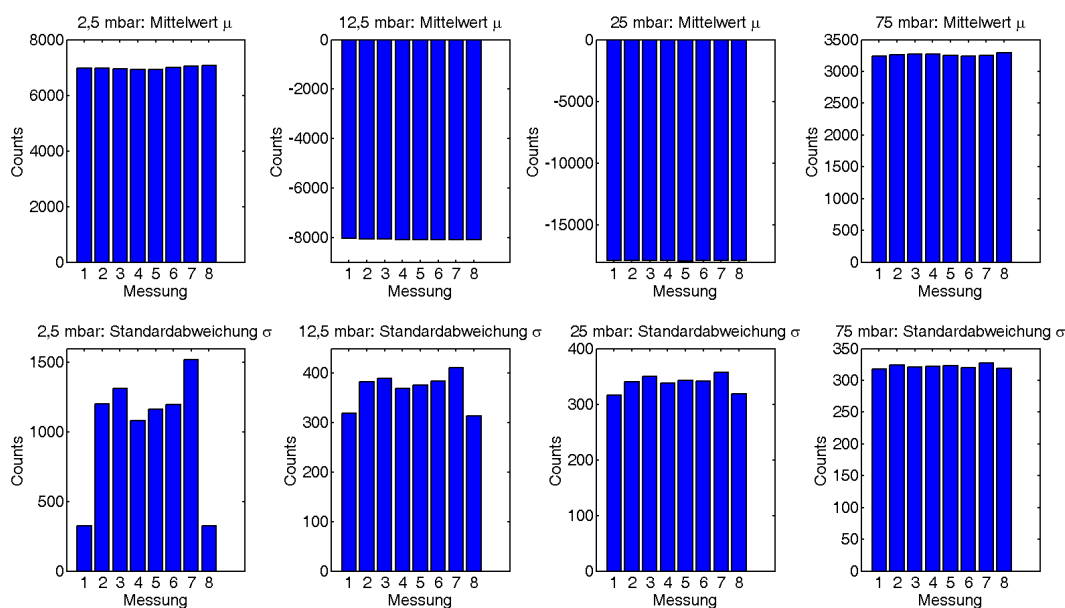 2,5 mbar: Mittelwert μ
8000
6000
4000
2000
0
Counts
1 2 3 4 5 6 7 8
Messung
12,5 mbar: Mittelwert μ
0
-2000
-4000
-6000
-8000
Counts
1 2 3 4 5 6 7 8
Messung
25 mbar: Mittelwert μ
0
-5000
-10000
-15000
Counts
1 2 3 4 5 6 7 8
Messung
75 mbar: Mittelwert μ
3500
3000
2500
2000
1500
1000
500
0
Counts
1 2 3 4 5 6 7 8
Messung
2,5 mbar: Standardabweichung σ
1500
1000
500
0
Counts
1 2 3 4 5 6 7 8
Messung
12,5 mbar: Standardabweichung σ
400
300
200
100
0
Counts
1 2 3 4 5 6 7 8
Messung
25 mbar: Standardabweichung σ
400
300
200
100
0
Counts
1 2 3 4 5 6 7 8
Messung
75 mbar: Standardabweichung σ
350
300
250
200
150
100
50
0
Counts
1 2 3 4 5 6 7 8
Messung